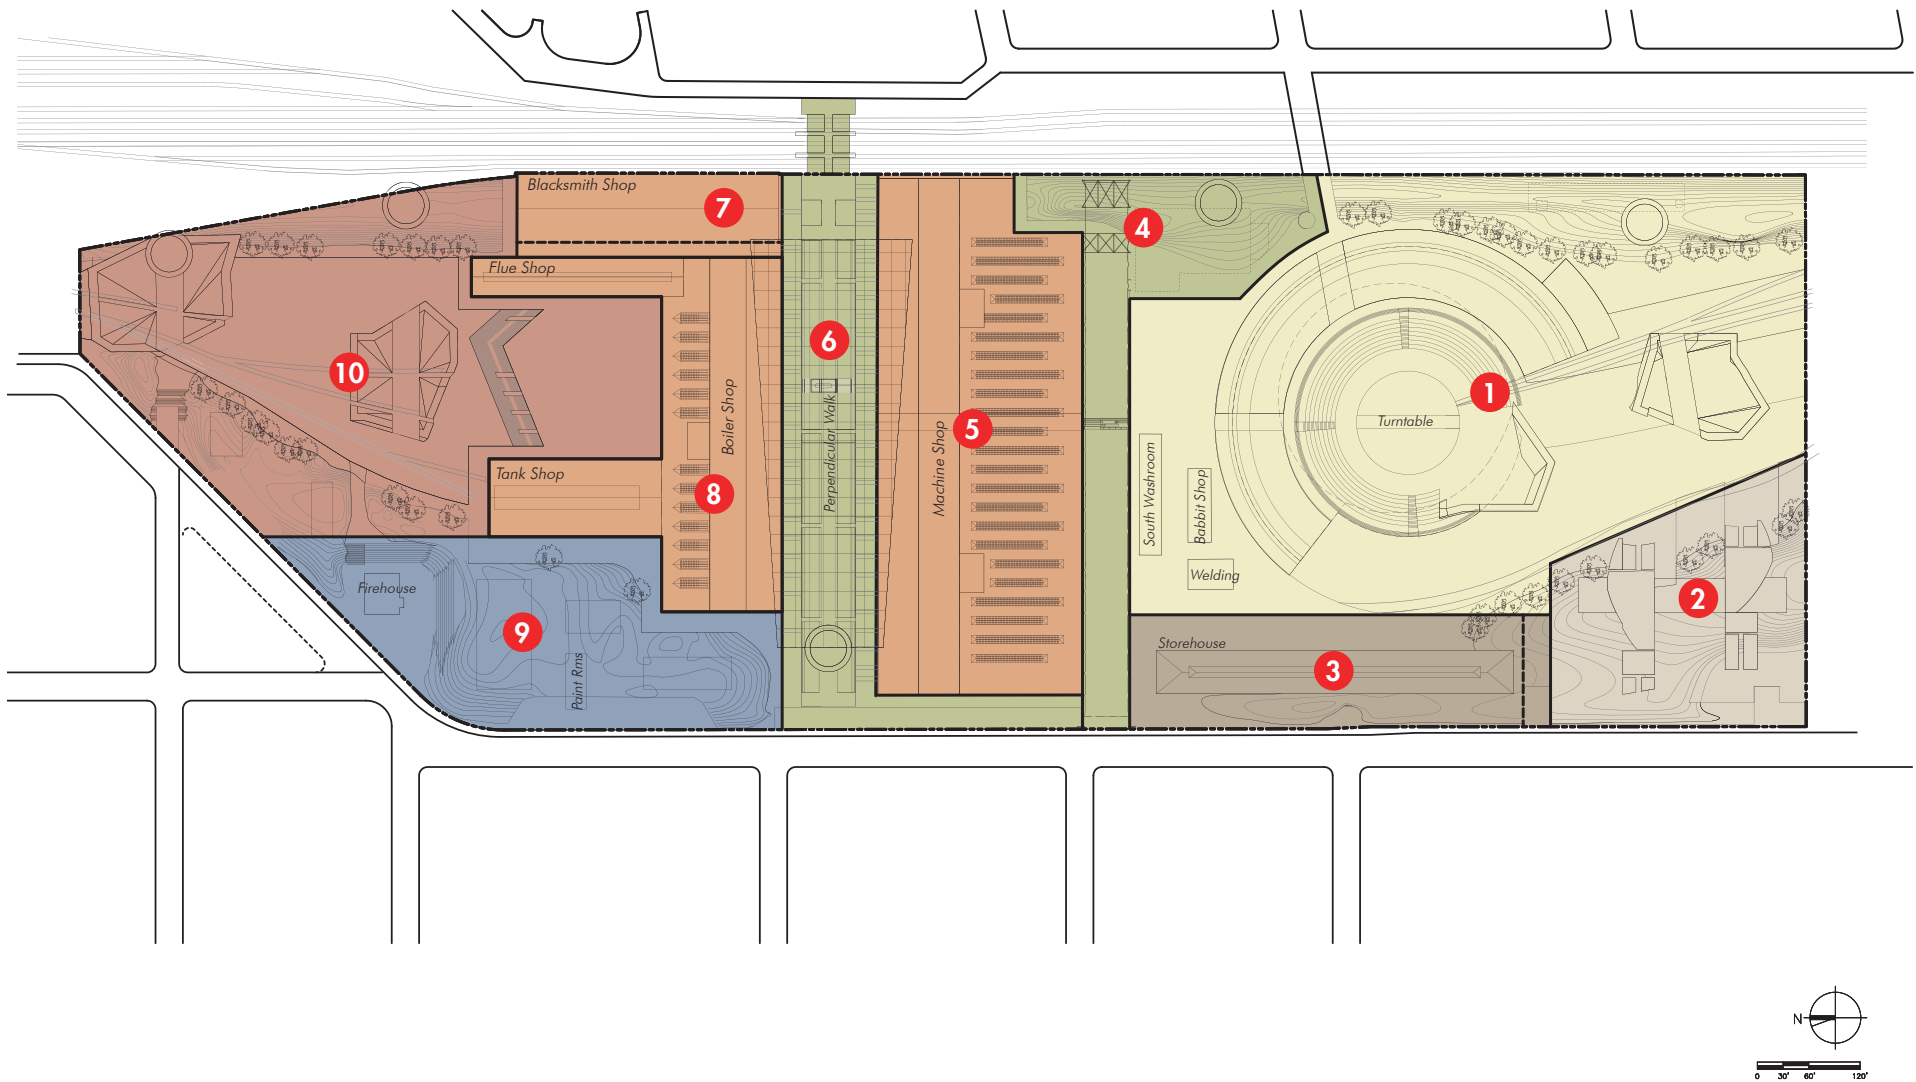 Blacksmith Shop
7
4
Flue Shop
6
10
1
Boiler Shop
Perpendicular Walk
Turntable
5
Machine Shop
Tank Shop
8
South Washroom
Babbit Shop
Welding
Firehouse
2
9
Storehouse
3
Paint Rms
N
0 30' 60' 120'